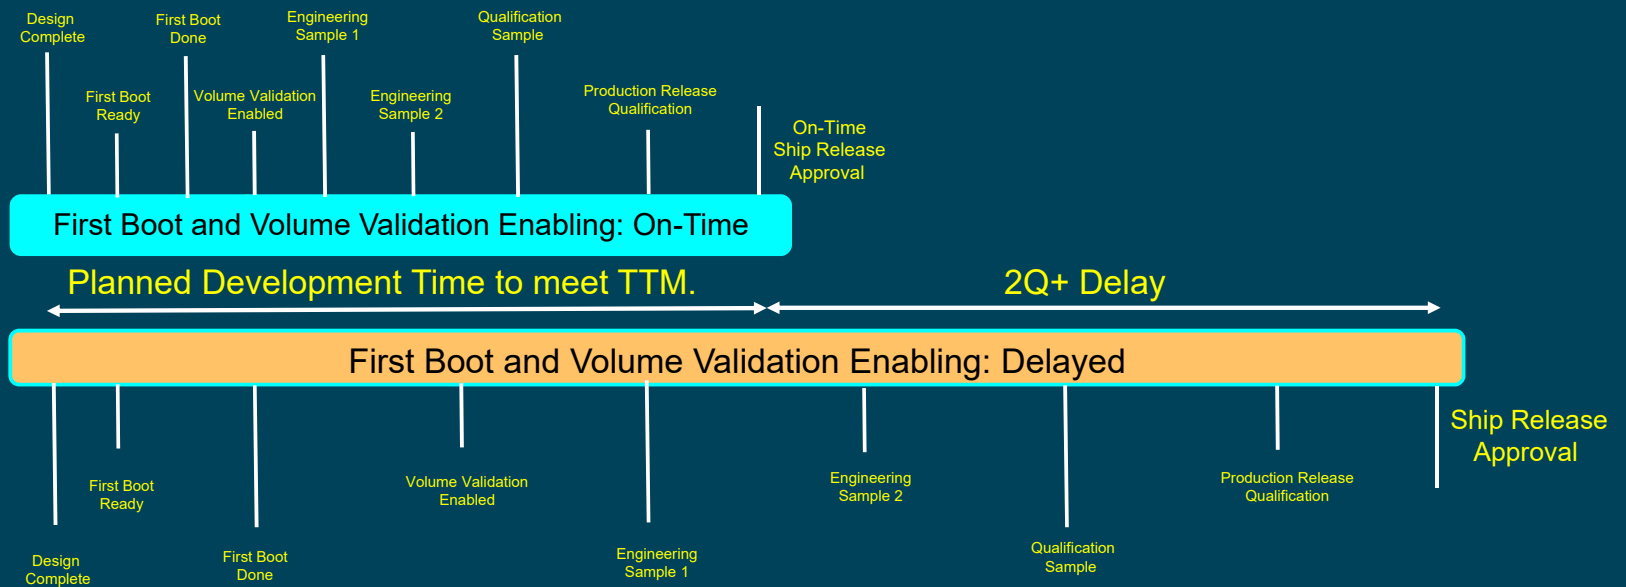 Design
Complete
First Boot
Done
Engineering
Sample 1
Qualification
Sample
First Boot
Ready
Volume Validation
Enabled
Engineering
Sample 2
Production Release
Qualification
On-Time
Ship Release
Approval
First Boot and Volume Validation Enabling: On-Time
Planned Development Time to meet TTM.
2Q+ Delay
First Boot and Volume Validation Enabling: Delayed
Ship Release
Approval
First Boot
Ready
Volume Validation
Enabled
Engineering
Sample 2
Production Release
Qualification
Design
Complete
First Boot
Done
Engineering
Sample 1
Qualification
Sample